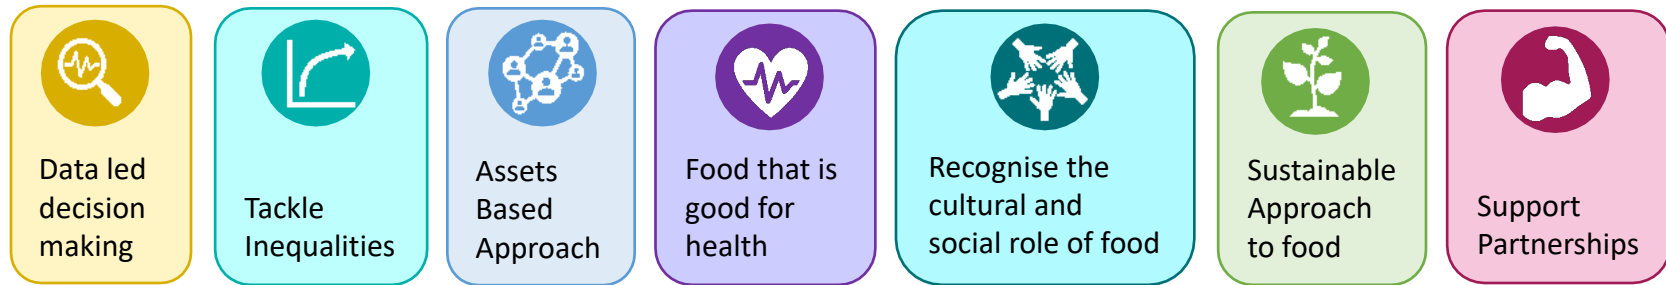 Data led
decision
making
Tackle
Inequalities
Assets
Based
Approach
Food that is
good for
health
Recognise the
cultural and
social role of food
Sustainable
Approach
to food
Support
Partnerships